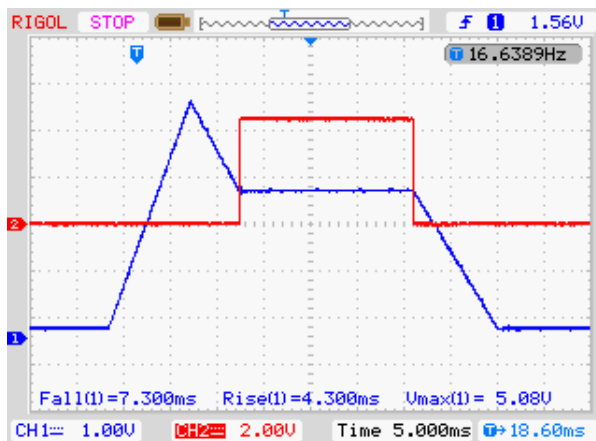 RIGOL STOP T f 1 1.56V
T
T 16.6389Hz
2
1
Fall(1)=7.300ms Rise(1)=4.300ms Vmax(1)= 5.08V
CH1 1.00V CH2 2.00V Time 5.000ms T→18.60ms